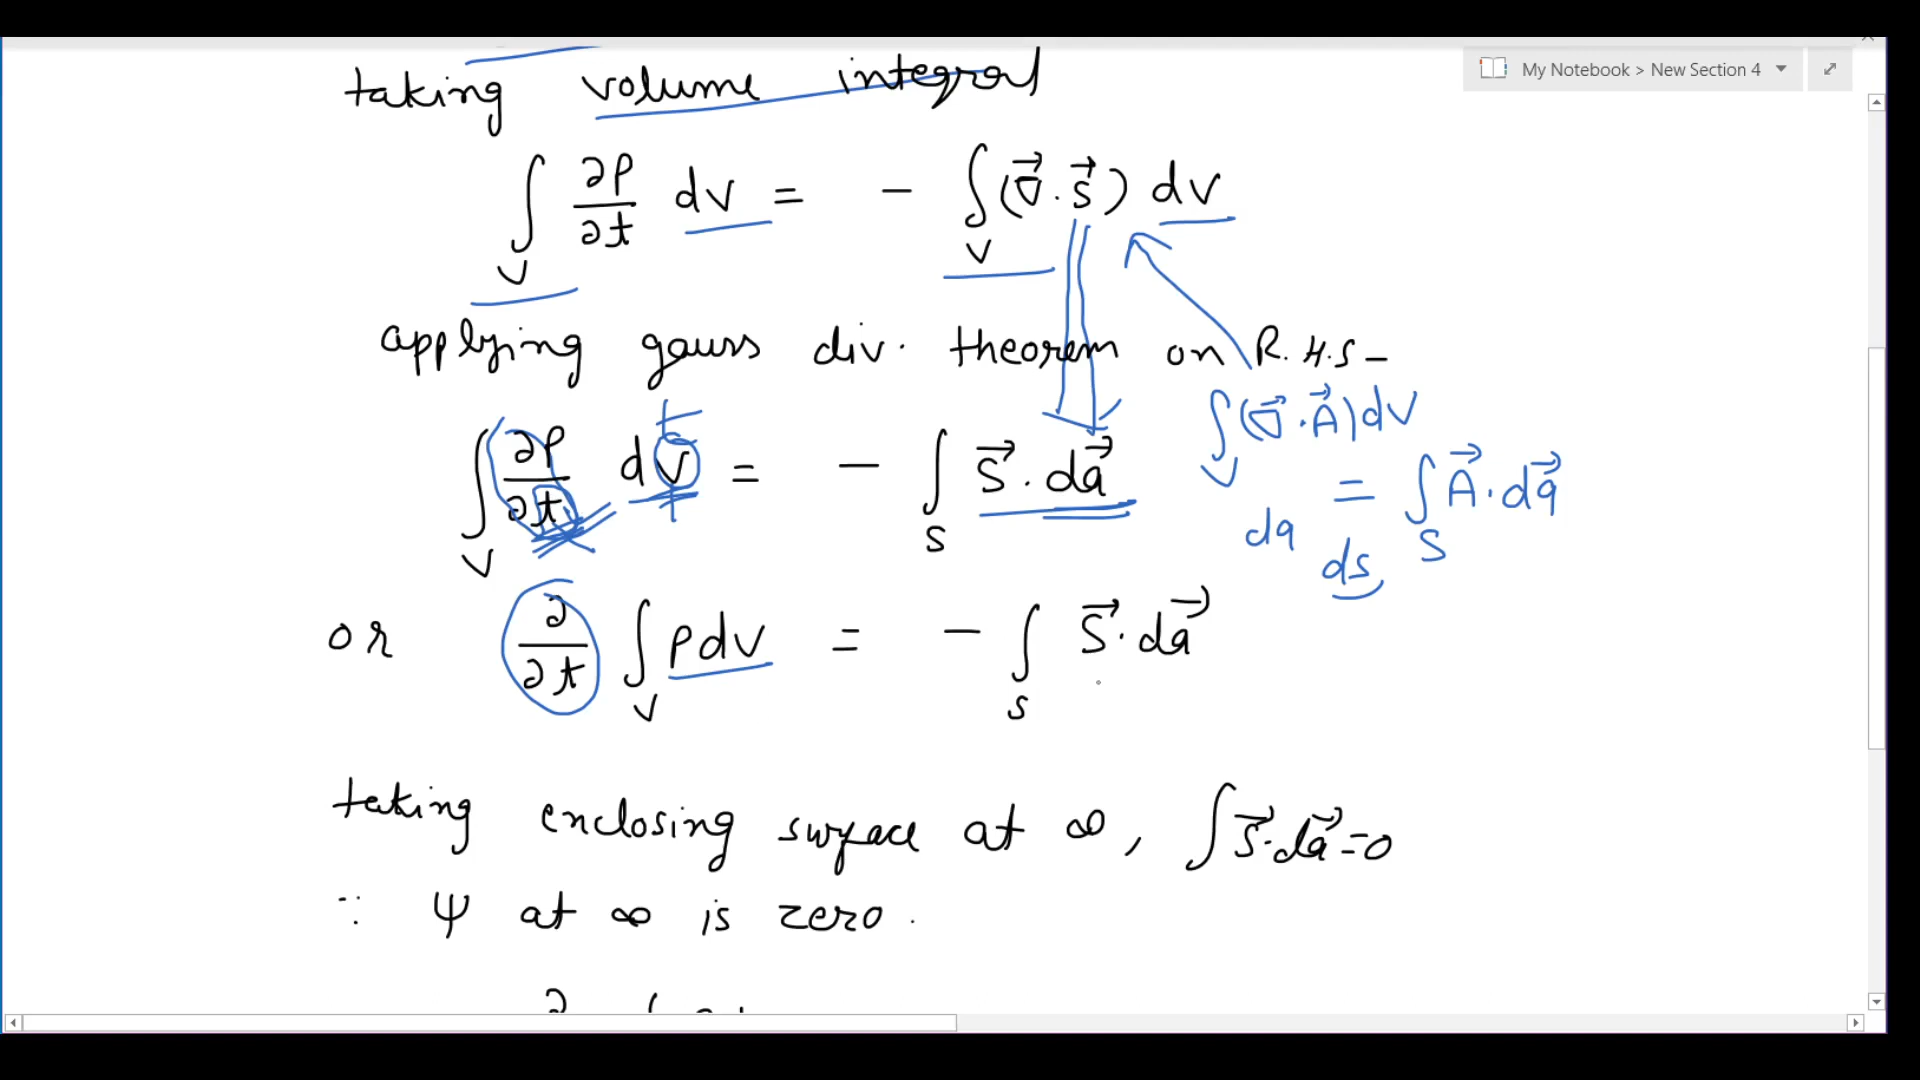 My Notebook > New Section 4
taking volume integral
∫_V ∂ρ/∂t dv = - ∫_V (∇⃗ . S⃗) dv
applying gauss div. theorem on R.H.S -
∫_V (∇⃗ . A⃗) dv
∫_V ∂ρ/∂t dv = - ∫_S S⃗ . da⃗
t
= ∫_S A⃗ . da⃗
da
ds
or ∂/∂t ∫_V ρdv = - ∫_S S⃗ . da⃗
taking enclosing surface at ∞, ∫ S⃗ . da⃗ = 0
∵ Ψ at ∞ is zero .